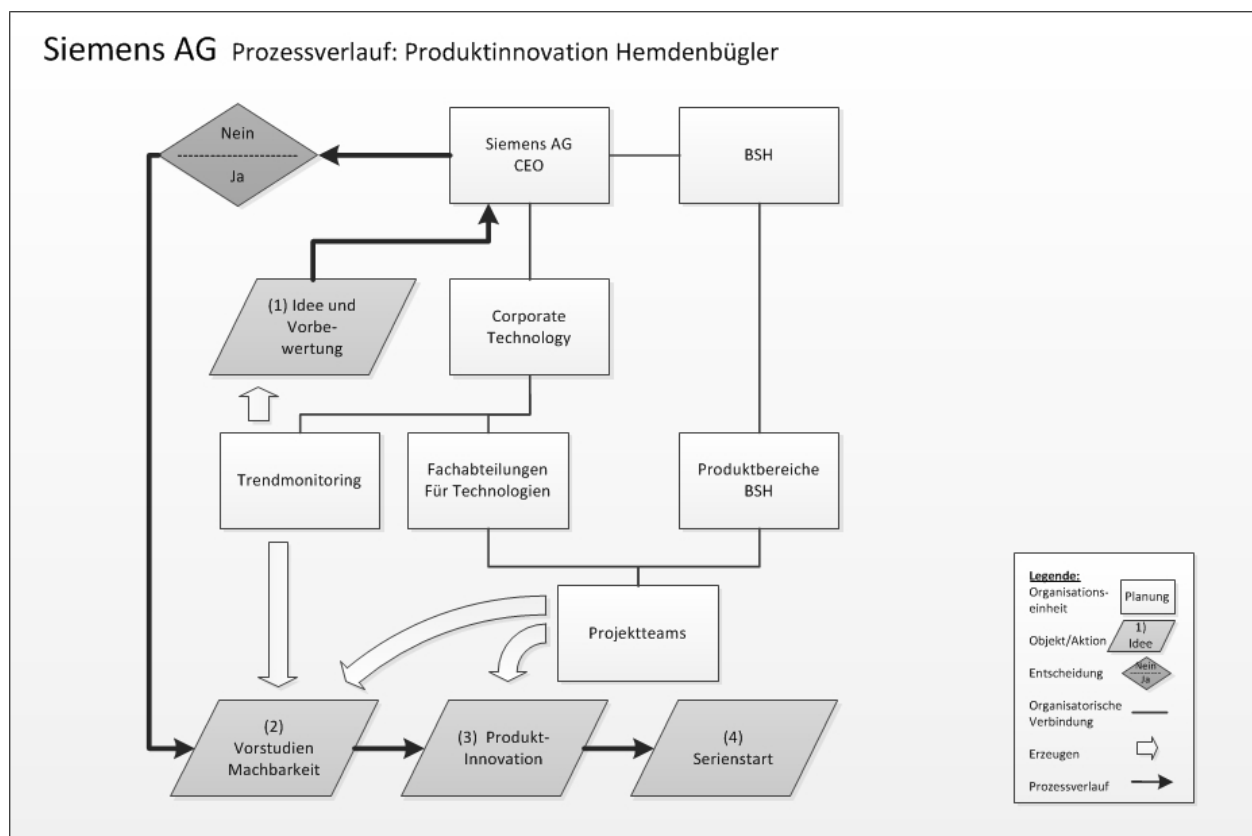 Siemens AG Prozessverlauf: Produktinnovation Hemdenbügler
Nein
Ja
Siemens AG
CEO
BSH
(1) Idee und
Vorbe-
wertung
Corporate
Technology
Trendmonitoring
Fachabteilungen
Für Technologien
Produktbereiche
BSH
Projektteams
(2)
Vorstudien
Machbarkeit
(3) Produkt-
Innovation
(4)
Serienstart
Legende:
Organisations-
einheit
Planung
Objekt/Aktion
1)
Idee
Entscheidung
Nein
Ja
Organisatorische
Verbindung
Erzeugen
Prozessverlauf